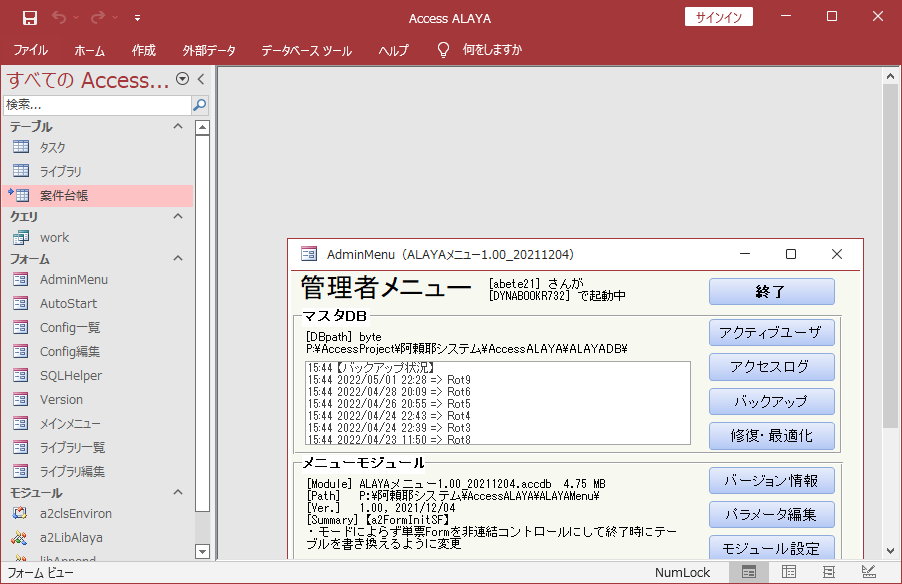 Access ALAYA
サインイン
ファイル ホーム 作成 外部データ データベース ツール ヘルプ 何をしますか
すべての Access...
検索...
テーブル
タスク
ライブラリ
案件台帳
クエリ
work
フォーム
AdminMenu
AutoStart
Config一覧
Config編集
SQLHelper
Version
メインメニュー
ライブラリ一覧
ライブラリ編集
モジュール
a2clsEnviron
a2LibAlaya
libAppend
AdminMenu（ALAYAメニュー1.00_20211204）
管理者メニュー
[abete21] さんが
[DYNABOOKR732] で起動中
終了
マスタDB
[DBpath] byte
P:¥AccessProject¥阿頼耶システム¥AccessALAYA¥ALAYADB¥
15:44【バックアップ状況】
15:44 2022/05/01 22:28 => Rot9
15:44 2022/04/28 20:09 => Rot6
15:44 2022/04/26 20:55 => Rot5
15:44 2022/04/24 22:43 => Rot4
15:44 2022/04/24 22:39 => Rot3
15:44 2022/04/23 11:50 => Rot8
アクティブユーザ
アクセスログ
バックアップ
修復・最適化
メニューモジュール
[Module] ALAYAメニュー1.00_20211204.accdb 4.75 MB
[Path] P:¥阿頼耶システム¥AccessALAYA¥ALAYAMenu¥
[Ver.] 1.00, 2021/12/04
[Summary]【a2FormInitSF】
・モードによらず単票Formを非連結コントロールにして終了時にテー
ブルを書き換えるように変更
バージョン情報
パラメータ編集
モジュール設定
フォーム ビュー
NumLock